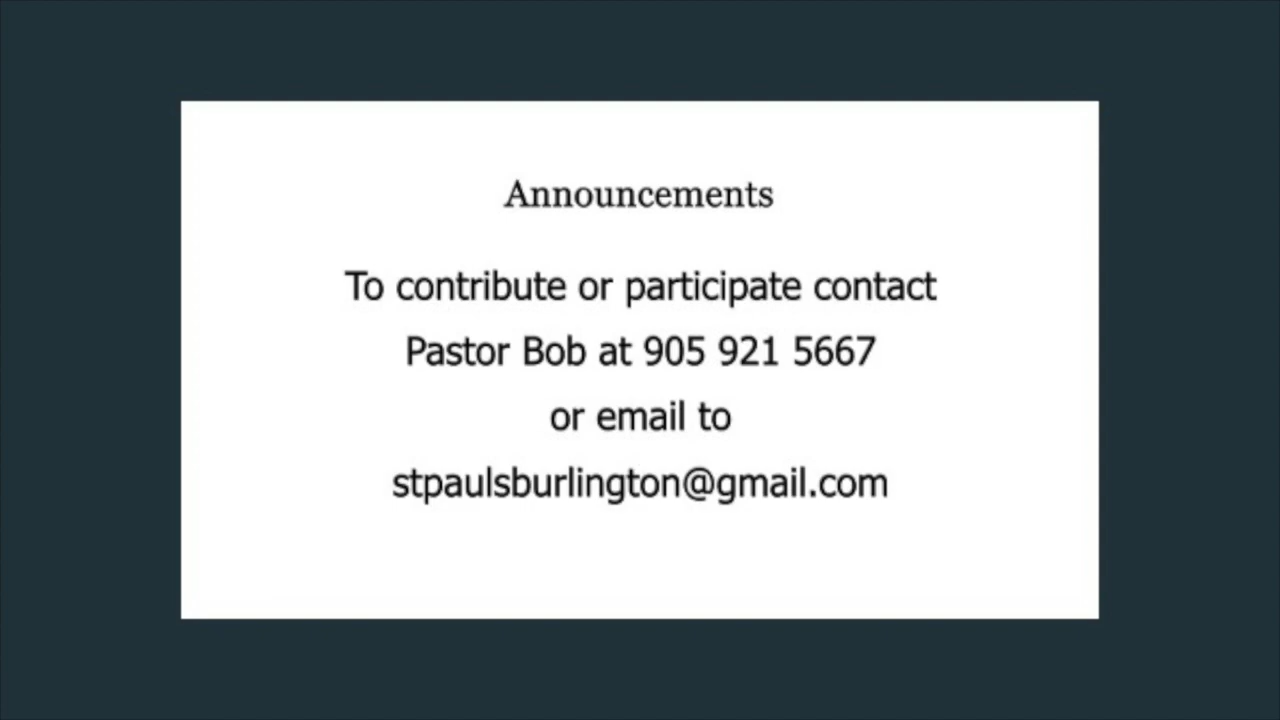 Announcements
To contribute or participate contact
Pastor Bob at 905 921 5667
or email to
stpaulsburlington@gmail.com